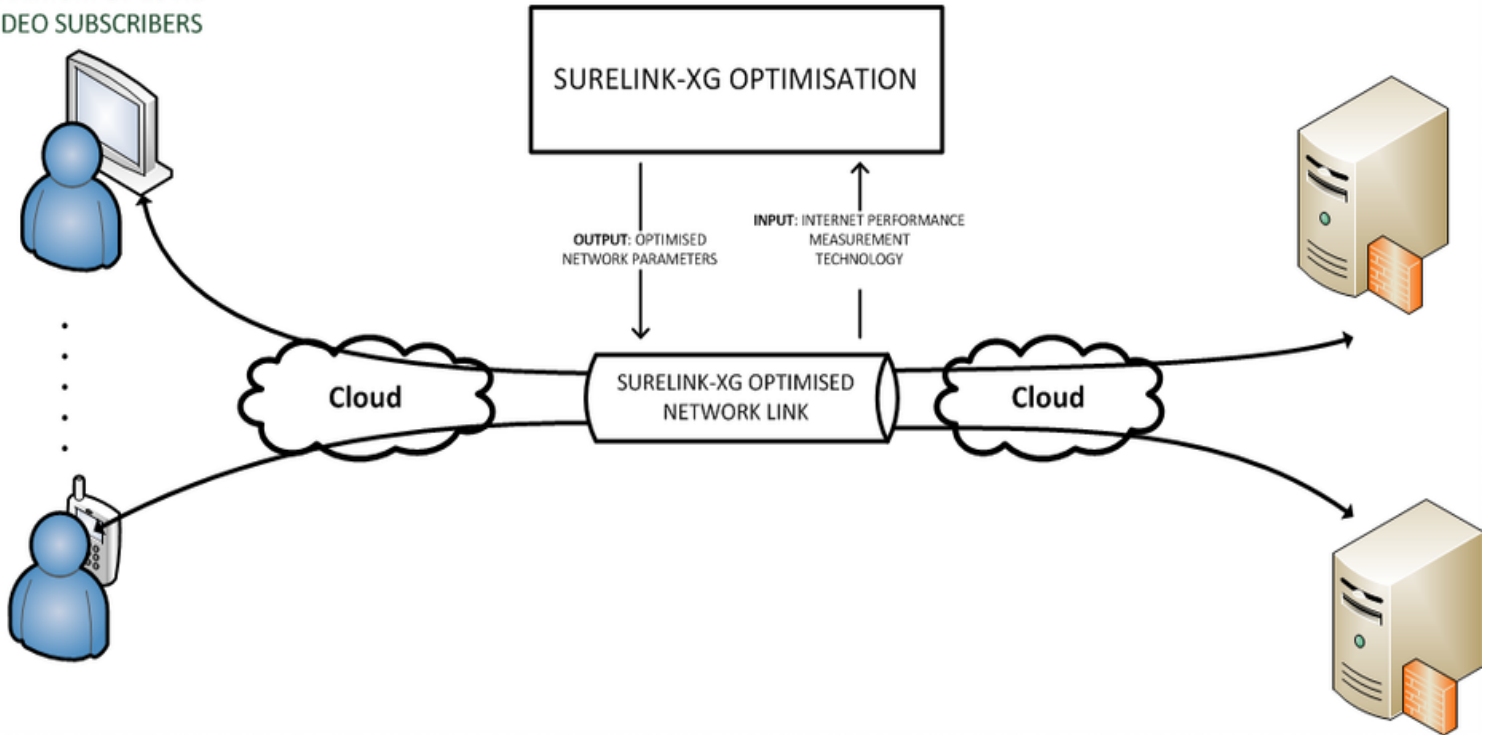 DEO SUBSCRIBERS
SURELINK-XG OPTIMISATION
OUTPUT: OPTIMISED
NETWORK PARAMETERS
INPUT: INTERNET PERFORMANCE
MEASUREMENT
TECHNOLOGY
Cloud
SURELINK-XG OPTIMISED
NETWORK LINK
Cloud